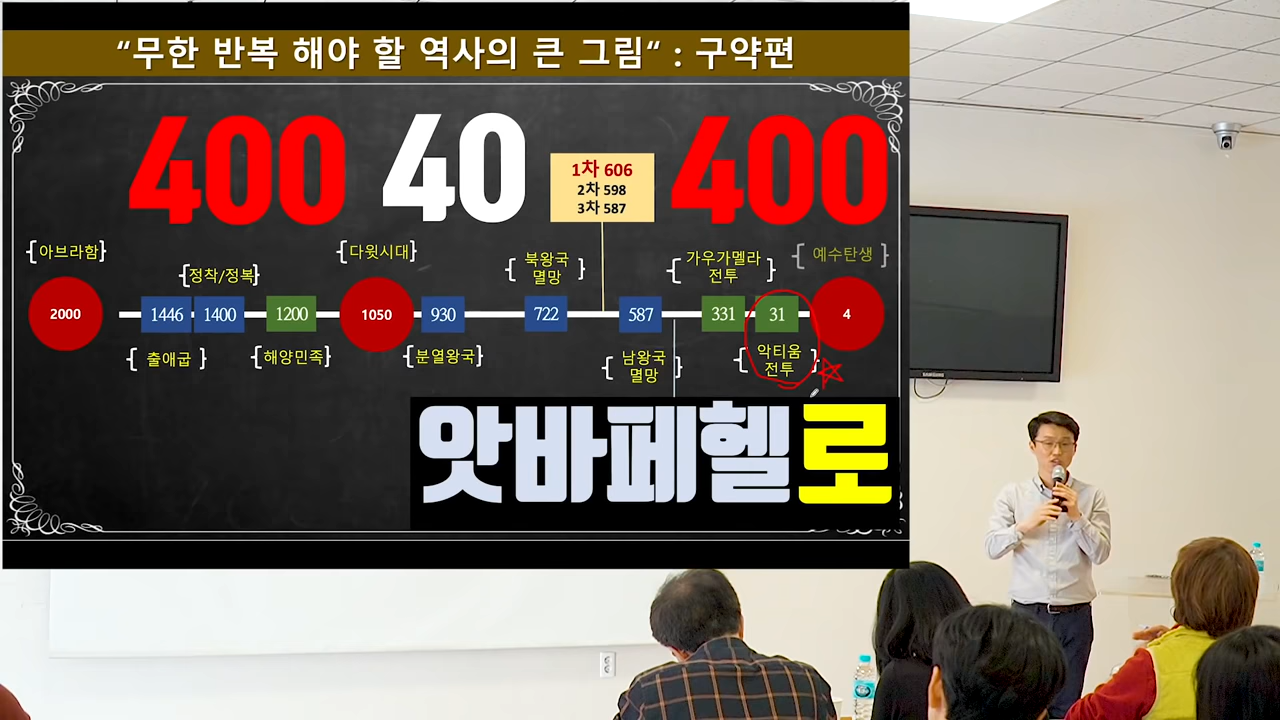 “무한 반복 해야 할 역사의 큰 그림“ : 구약편
400 40 400
1차 606
2차 598
3차 587
{아브라함}
{정착/정복}
{다윗시대}
{ 북왕국
멸망 }
{ 가우가멜라
전투 }
{ 예수탄생 }
2000
1446
1400
1200
1050
930
722
587
331
31
4
{ 출애굽 }
{해양민족}
{분열왕국}
{ 남왕국
멸망 }
{ 악티움
전투 }
앗바페헬로
SAMSUNG